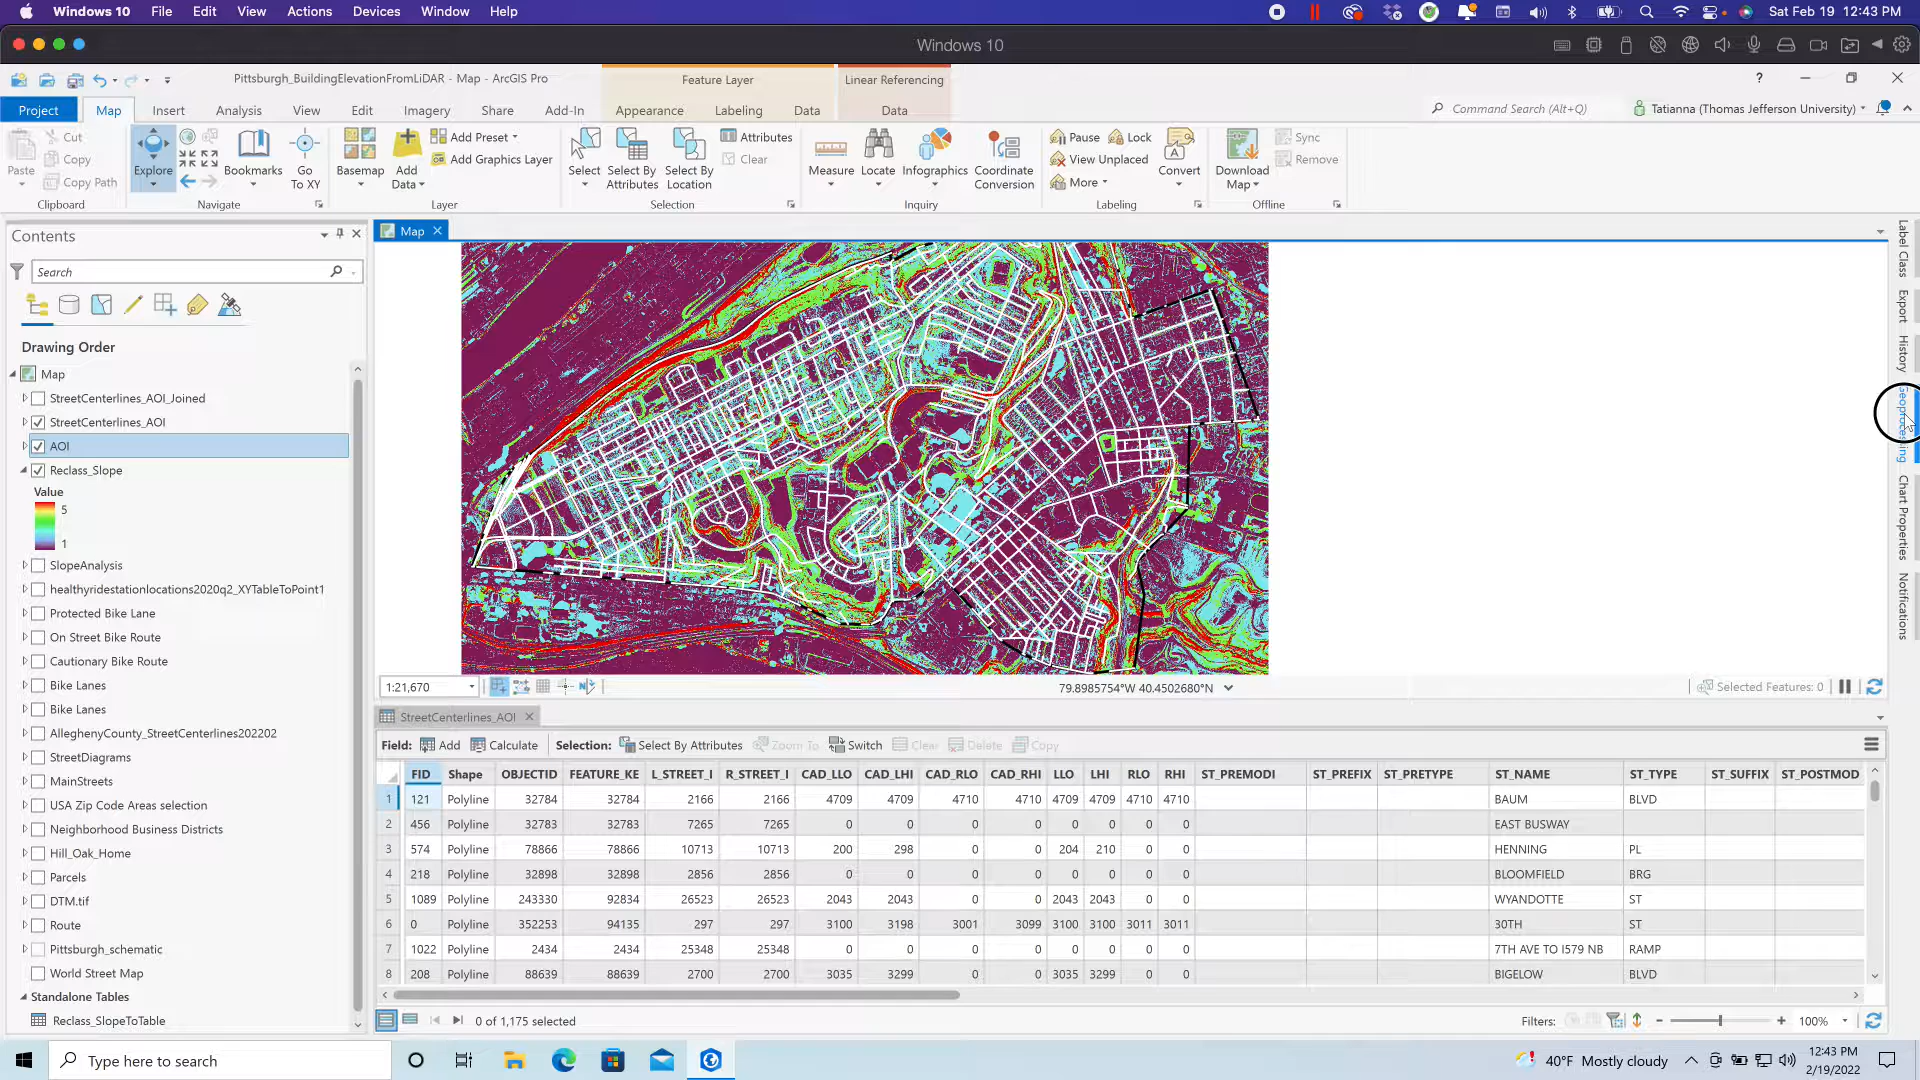 Windows 10 File Edit View Actions Devices Window Help Sat Feb 19 12:43 PM
Windows 10
Pittsburgh_BuildingElevationFromLiDAR - Map - ArcGIS Pro Feature Layer Linear Referencing ?
Project Map Insert Analysis View Edit Imagery Share Add-In Appearance Labeling Data Data Command Search (Alt+Q) Tatianna (Thomas Jefferson University)
Paste Cut Copy Copy Path
Clipboard
Explore Bookmarks Go To XY
Navigate
Basemap Add Data Add Preset Add Graphics Layer
Layer
Select Select By Attributes Select By Location Attributes Clear
Selection
Measure Locate Infographics Coordinate Conversion
Inquiry
Pause Lock View Unplaced More Convert
Labeling
Download Map Sync Remove
Offline
Contents
Search
Drawing Order
Map
StreetCenterlines_AOI_Joined
StreetCenterlines_AOI
AOI
Reclass_Slope
Value
5
1
SlopeAnalysis
healthyridestationlocations2020q2_XYTableToPoint1
Protected Bike Lane
On Street Bike Route
Cautionary Bike Route
Bike Lanes
Bike Lanes
AlleghenyCounty_StreetCenterlines202202
StreetDiagrams
MainStreets
USA Zip Code Areas selection
Neighborhood Business Districts
Hill_Oak_Home
Parcels
DTM.tif
Route
Pittsburgh_schematic
World Street Map
Standalone Tables
Reclass_SlopeToTable
Map
Label Class
Export
History
Geoprocessing
Chart Properties
Notifications
1:21,670 79.8985754°W 40.4502680°N Selected Features: 0
StreetCenterlines_AOI
Field: Add Calculate Selection: Select By Attributes Zoom To Switch Clear Delete Copy
FID Shape OBJECTID FEATURE_KE L_STREET_I R_STREET_I CAD_LLO CAD_LHI CAD_RLO CAD_RHI LLO LHI RLO RHI ST_PREMODI ST_PREFIX ST_PRETYPE ST_NAME ST_TYPE ST_SUFFIX ST_POSTMOD
1 121 Polyline 32784 32784 2166 2166 4709 4709 4710 4710 4709 4709 4710 4710 BAUM BLVD
2 456 Polyline 32783 32783 7265 7265 0 0 0 0 0 0 0 0 EAST BUSWAY
3 574 Polyline 78866 78866 10713 10713 200 298 0 0 204 210 0 0 HENNING PL
4 218 Polyline 32898 32898 2856 2856 0 0 0 0 0 0 0 0 BLOOMFIELD BRG
5 1089 Polyline 243330 92834 26523 26523 2043 2043 0 0 2043 2043 0 0 WYANDOTTE ST
6 0 Polyline 352253 94135 297 297 3100 3198 3001 3099 3100 3100 3011 3011 30TH ST
7 1022 Polyline 2434 2434 25348 25348 0 0 0 0 0 0 0 0 7TH AVE TO I579 NB RAMP
8 208 Polyline 88639 88639 2700 2700 3035 3299 0 0 3035 3299 0 0 BIGELOW BLVD
0 of 1,175 selected Filters: 100%
Type here to search 40°F Mostly cloudy 12:43 PM
2/19/2022